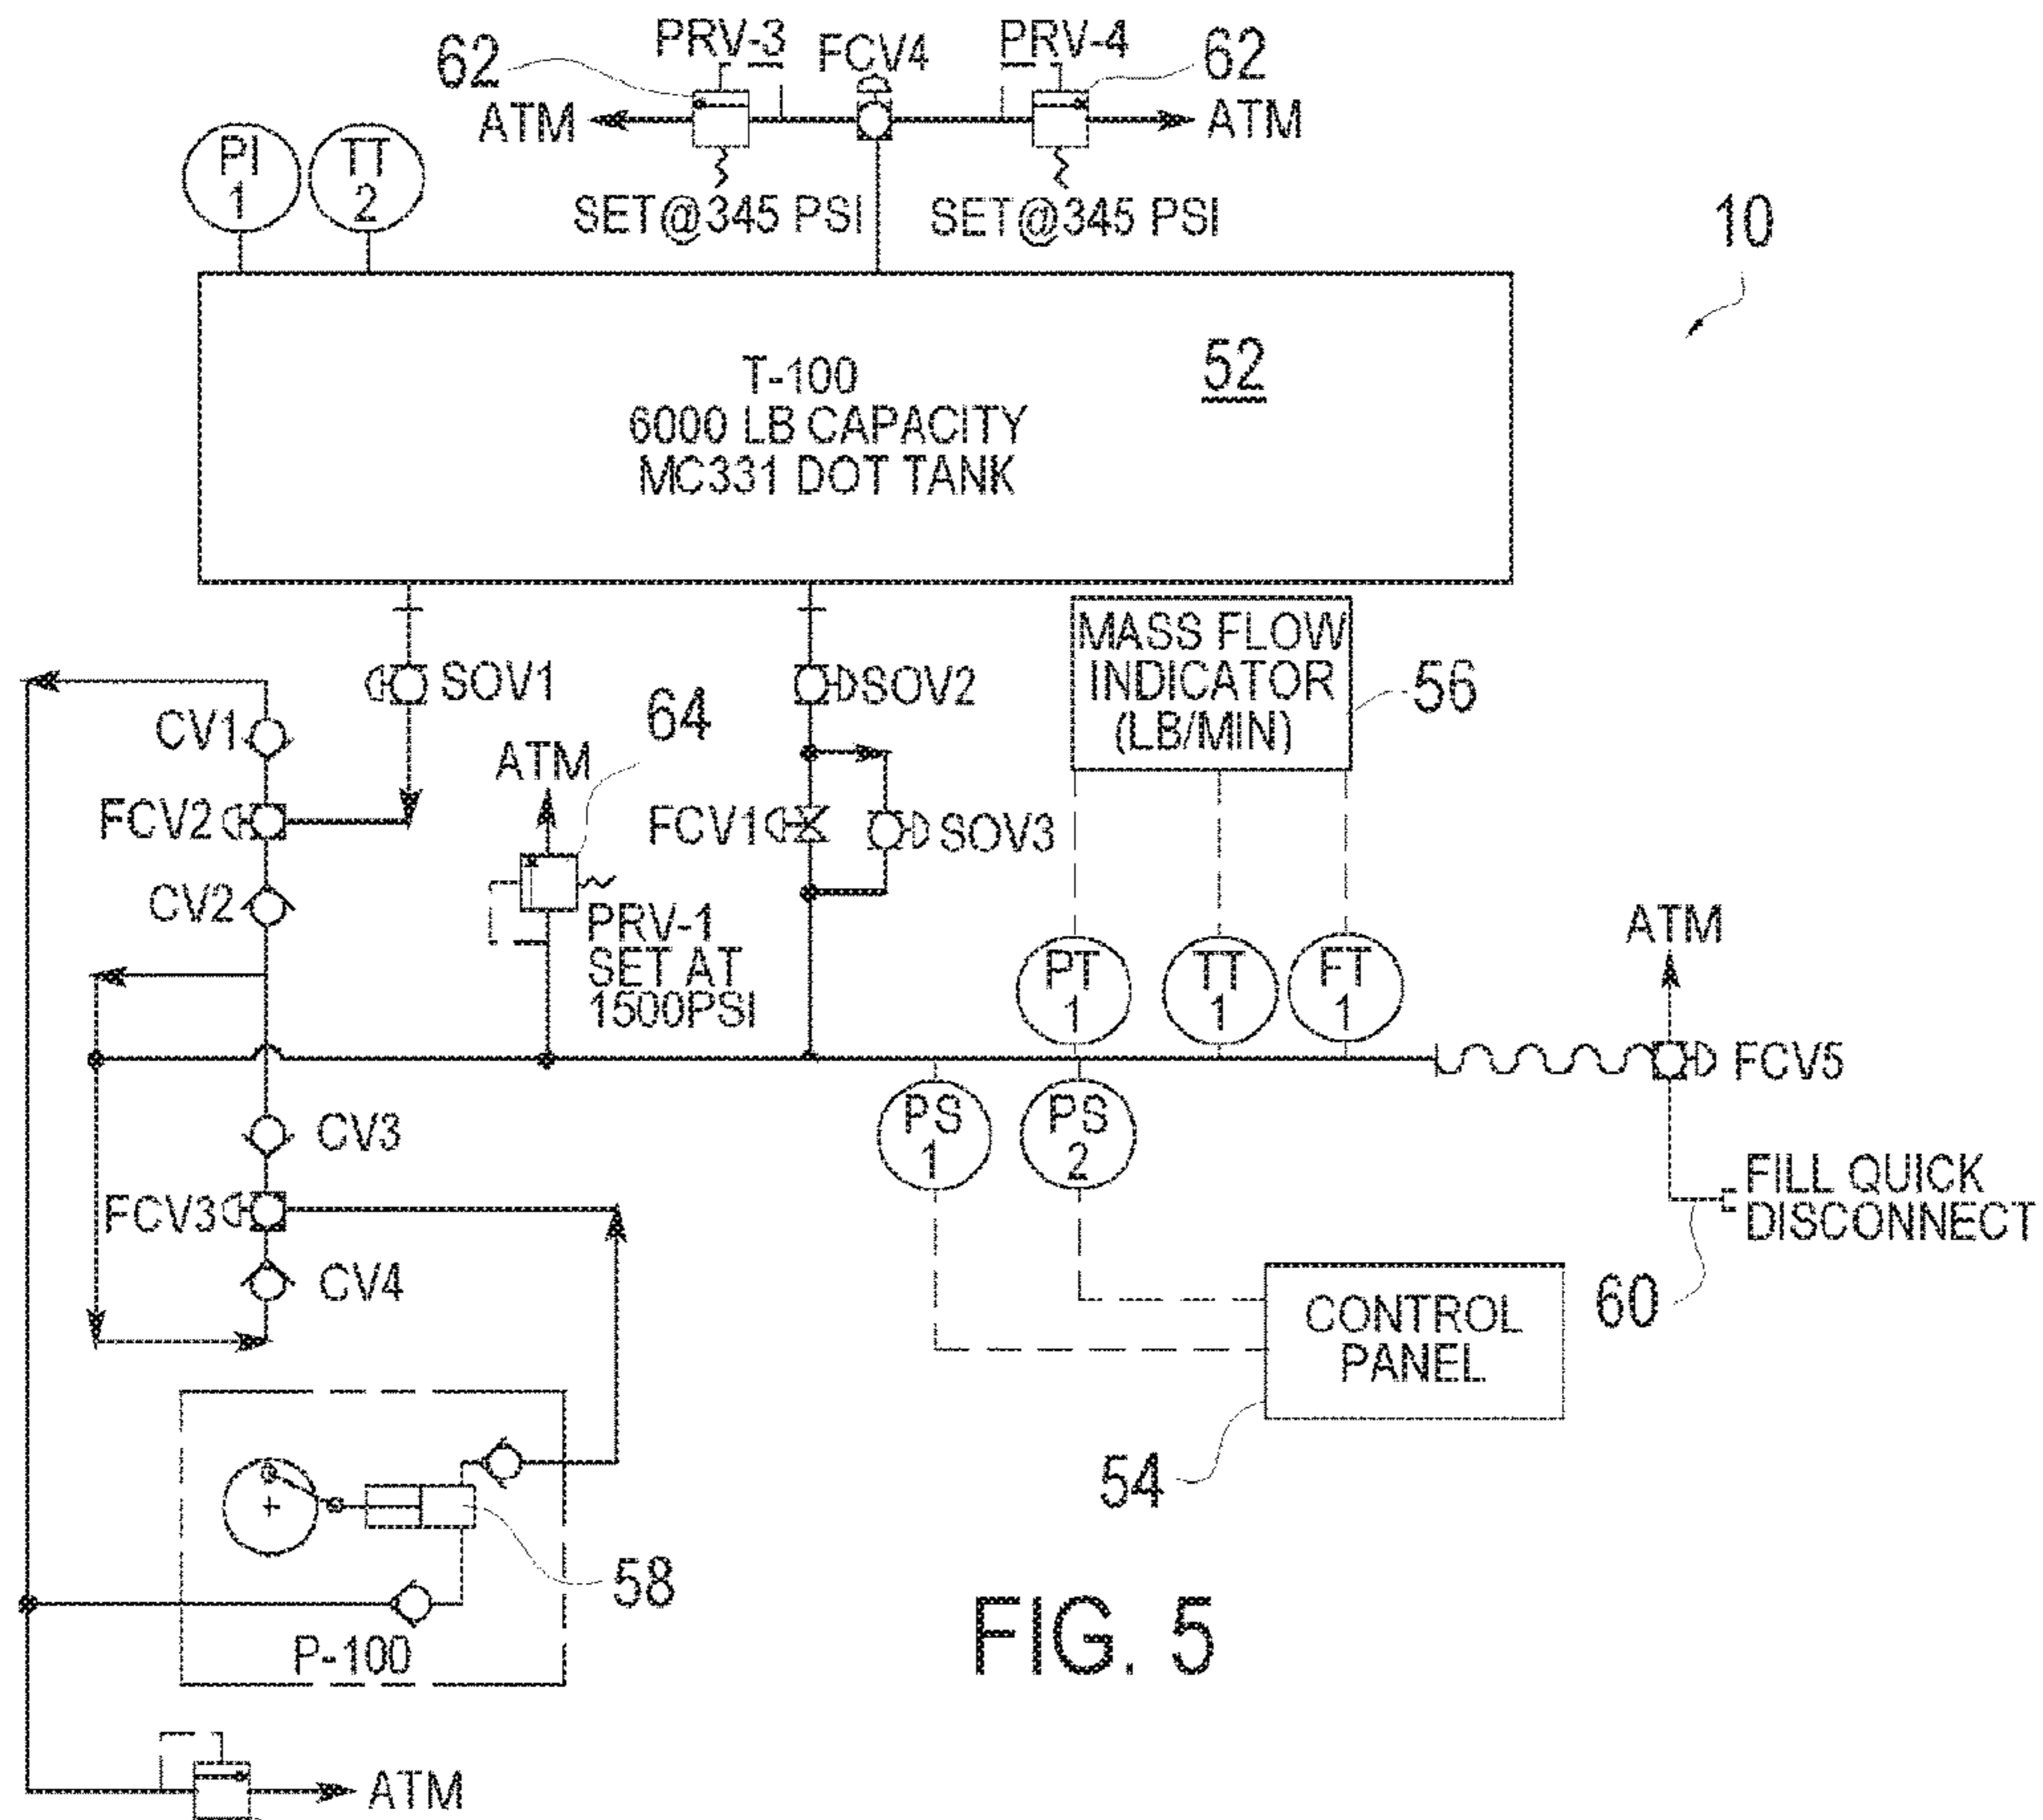 PRV-3
FCV4
PRV-4
62
62
ATM
ATM
PI
1
TT
2
SET@345 PSI
SET@345 PSI
10
T-100
6000 LB CAPACITY
MC331 DOT TANK
52
MASS FLOW
INDICATOR
(LB/MIN)
56
SOV1
SOV2
64
CV1
ATM
FCV2
FCV1
SOV3
CV2
PRV-1
SET AT
1500PSI
ATM
PT
1
TT
1
FT
1
FCV5
CV3
PS
1
PS
2
FILL QUICK
DISCONNECT
FCV3
CV4
60
CONTROL
PANEL
54
58
P-100
FIG. 5
ATM